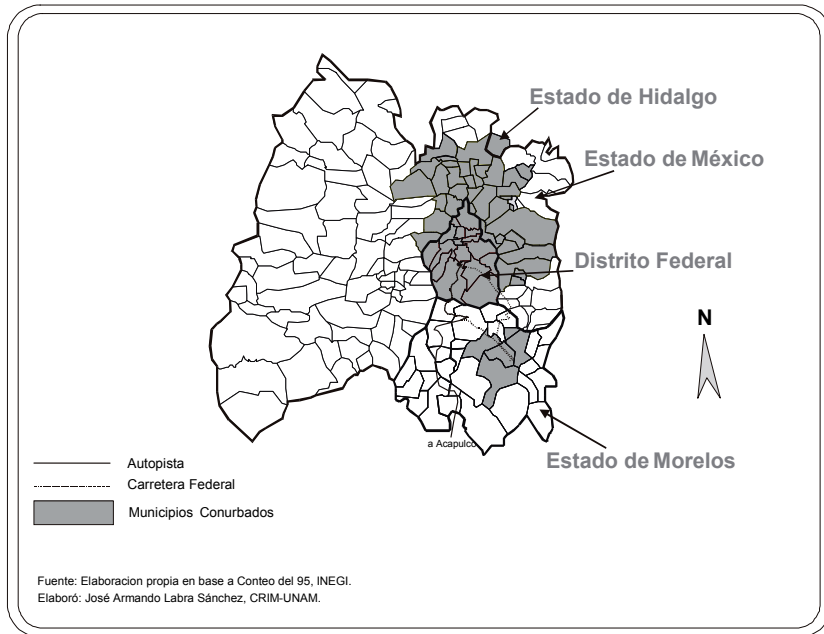 Estado de Hidalgo
Estado de México
Distrito Federal
N
a Acapulco
Estado de Morelos
Autopista
Carretera Federal
Municipios Conurbados
Fuente: Elaboracion propia en base a Conteo del 95, INEGI.
Elaboró: José Armando Labra Sánchez, CRIM-UNAM.